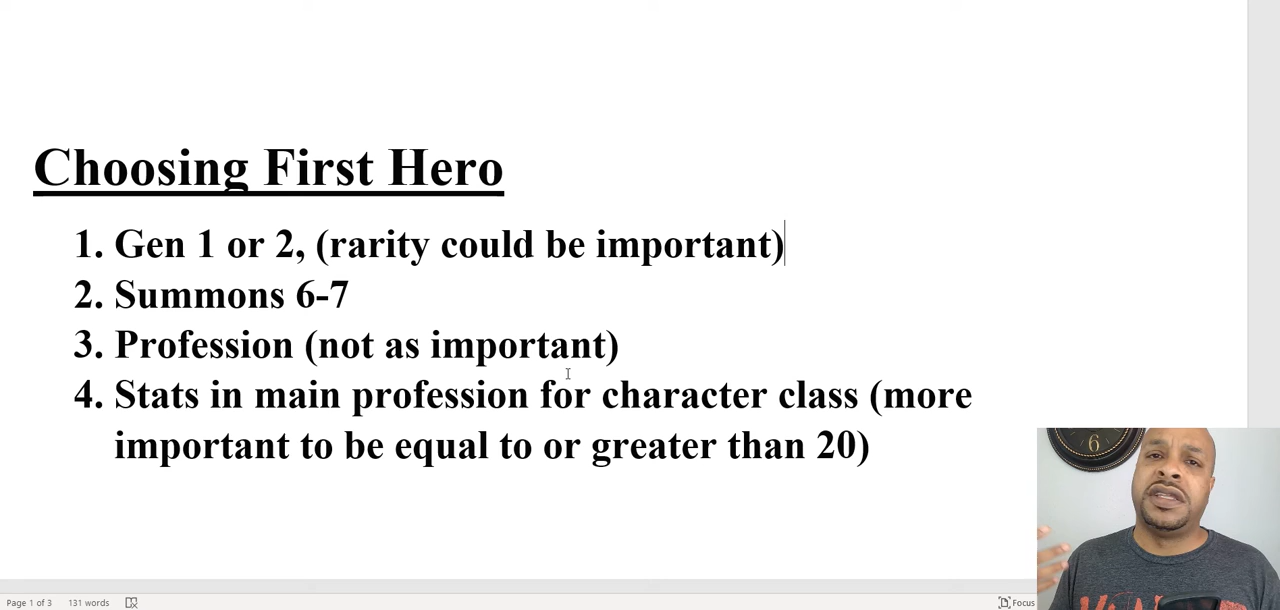 Choosing First Hero
1. Gen 1 or 2, (rarity could be important)
2. Summons 6-7
3. Profession (not as important)
4. Stats in main profession for character class (more
important to be equal to or greater than 20)
6
Page 1 of 3 131 words Focus